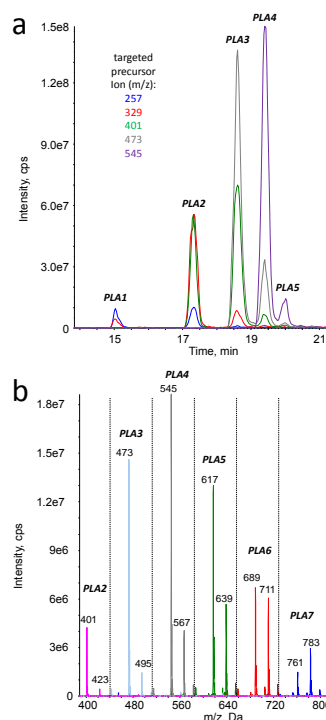 a
PLA4
1.5e8
PLA3
targeted
precursor
Ion (m/z):
257
329
401
473
545
1.2e8
9.0e7
Intensity, cps
6.0e7
PLA2
3.0e7
PLA1
PLA5
0
15 17 19 21
Time, min
b
PLA4
545
1.8e7
PLA3
473
1.5e7
PLA5
617
1.2e7
Intensity, cps
9e6
PLA6
689
711
6e6
639
PLA2
401
567
PLA7
783
3e6
761
495
423
0
400 480 560 640 720 80
m/z, Da